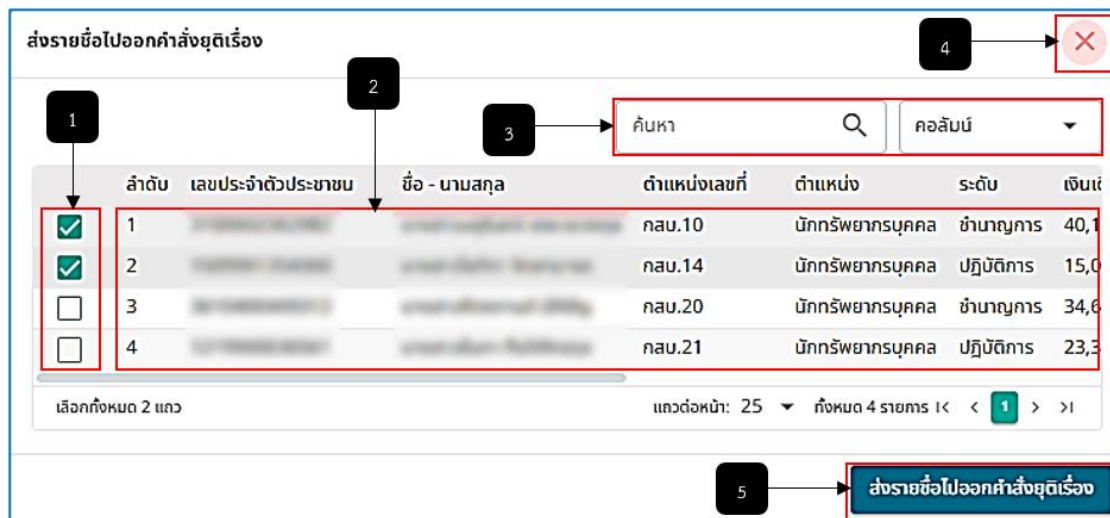 ส่งรายชื่อไปออกคำสั่งยุติเรื่อง
4
2
1
3
ค้นหา
คอลัมน์
ลำดับ เลขประจำตัวประชาชน ชื่อ - นามสกุล ตำแหน่งเลขที่ ตำแหน่ง ระดับ
1 กสบ.10 นักทรัพยากรบุคคล ชำนาญการ 40,1
2 กสบ.14 นักทรัพยากรบุคคล ปฏิบัติการ 15,0
3 กสบ.20 นักทรัพยากรบุคคล ชำนาญการ 34,6
4 กสบ.21 นักทรัพยากรบุคคล ปฏิบัติการ 23,3
เลือกทั้งหมด 2 แถว แถวต่อหน้า: 25 ทั้งหมด 4 รายการ 1
5
ส่งรายชื่อไปออกคำสั่งยุติเรื่อง